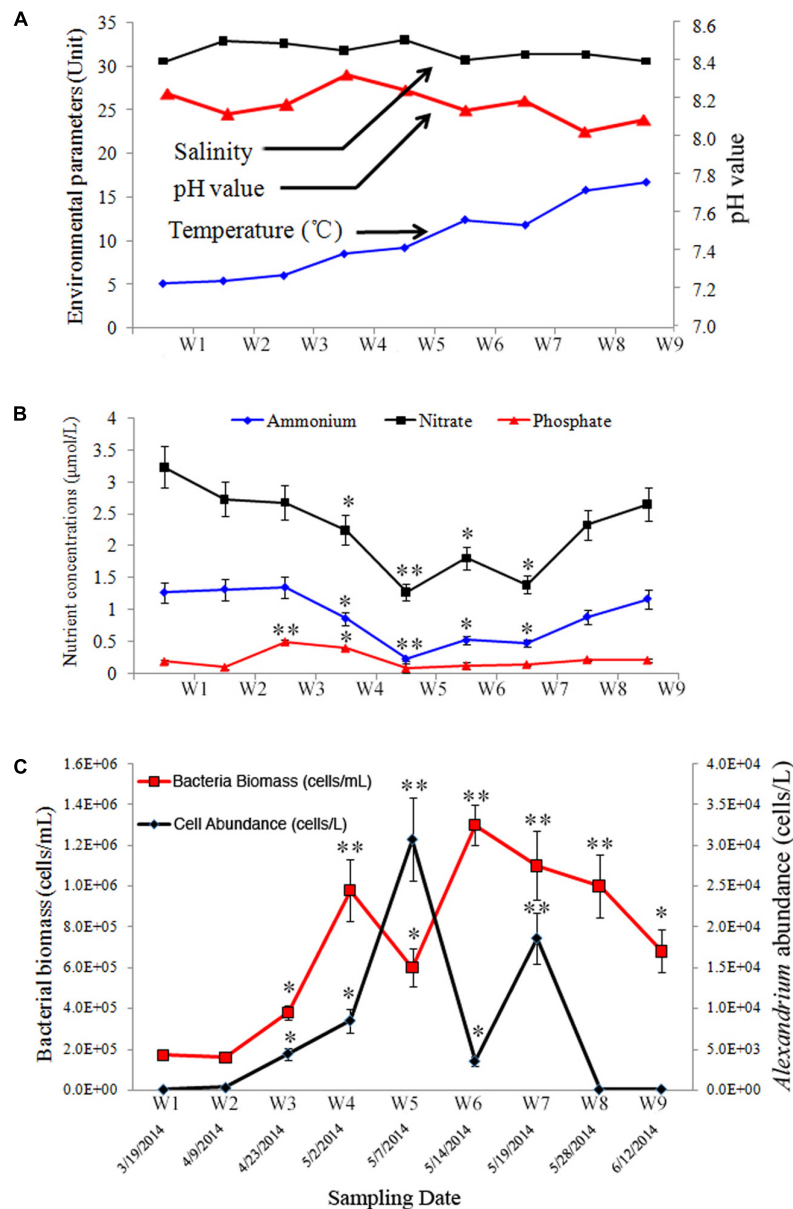 A
Environmental parameters (Unit)
35
30
25
20
15
10
5
0
8.6
8.4
8.2
8.0
7.8
7.6
7.4
7.2
7.0
pH value
Salinity
pH value
Temperature (℃)
W1 W2 W3 W4 W5 W6 W7 W8 W9
B
Nutrient concentrations (μmol/L)
4
3.5
3
2.5
2
1.5
1
0.5
0
Ammonium Nitrate Phosphate
*
**
*
*
*
**
*
**
*
*
W1 W2 W3 W4 W5 W6 W7 W8 W9
C
Bacterial biomass (cells/mL)
1.6E+06
1.4E+06
1.2E+06
1.0E+06
8.0E+05
6.0E+05
4.0E+05
2.0E+05
0.0E+00
Bacteria Biomass (cells/mL)
Cell Abundance (cells/L)
4.0E+04
3.5E+04
3.0E+04
2.5E+04
2.0E+04
1.5E+04
1.0E+04
5.0E+03
0.0E+00
Alexandrium abundance (cells/L)
*
*
**
*
**
*
**
*
**
**
**
*
W1 W2 W3 W4 W5 W6 W7 W8 W9
3/19/2014 4/9/2014 4/23/2014 5/2/2014 5/7/2014 5/14/2014 5/19/2014 5/28/2014 6/12/2014
Sampling Date